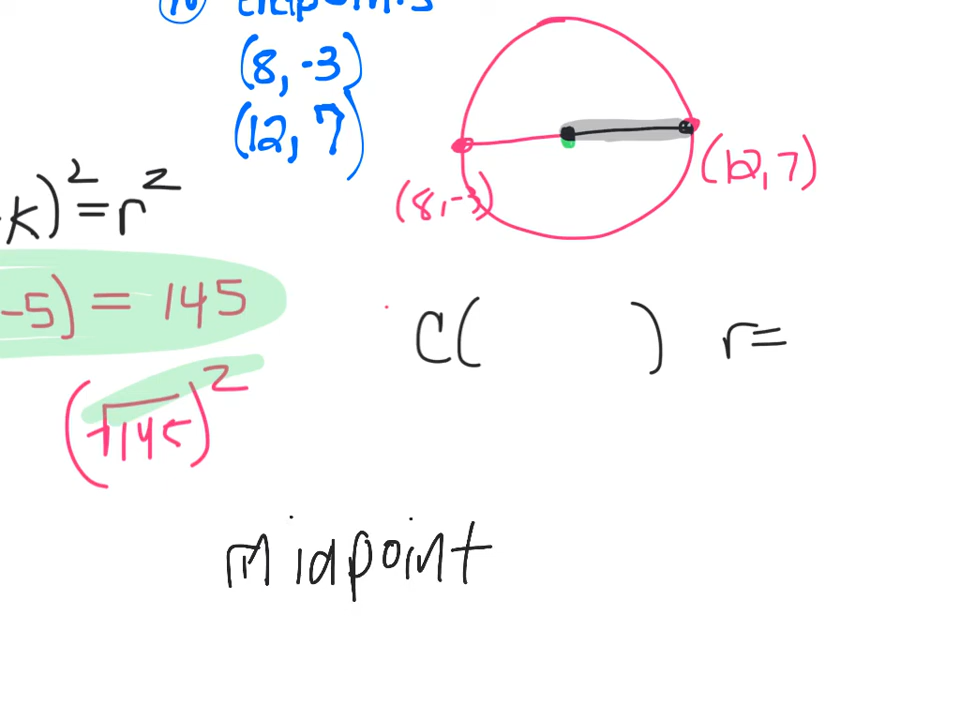 endpoints
(8, -3)
(12, 7)
(8, -3)
(12, 7)
k)² = r²
-5) = 145
(√145)²
C( ) r=
midpoint